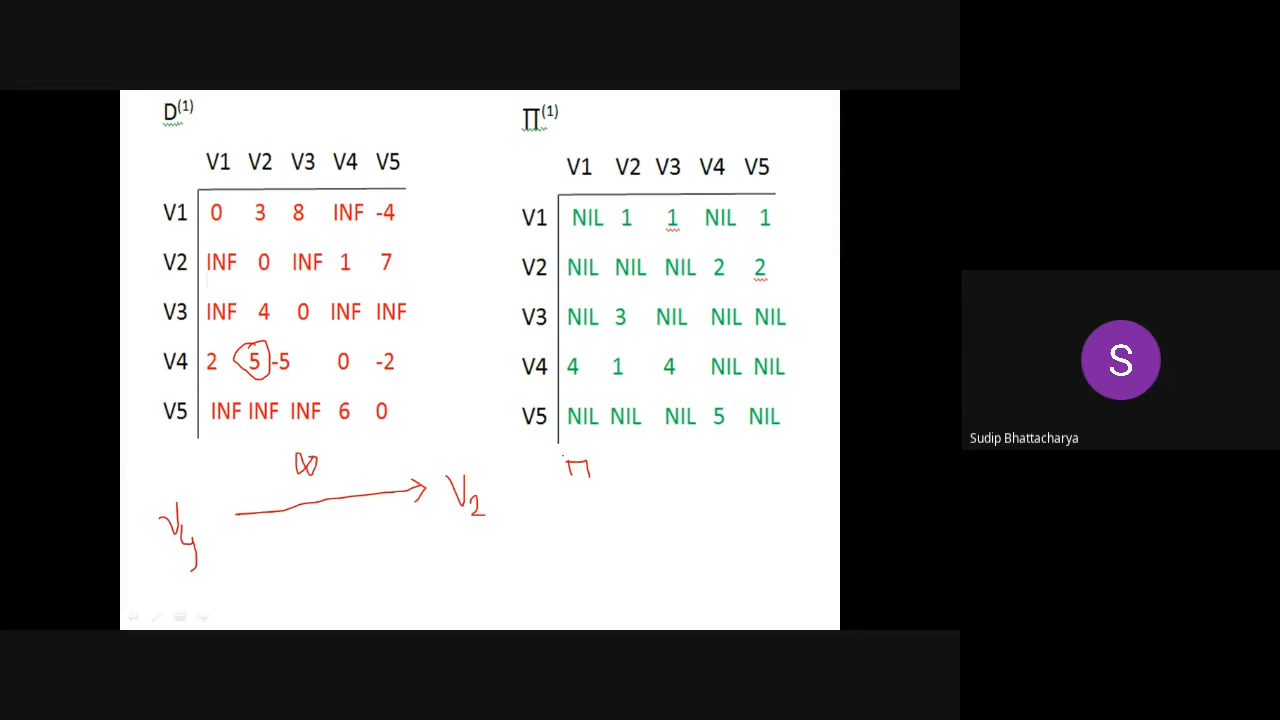 D(1)
V1 V2 V3 V4 V5
V1 0 3 8 INF -4
V2 INF 0 INF 1 7
V3 INF 4 0 INF INF
V4 2 5 -5 0 -2
V5 INF INF INF 6 0
∞
V4 V2
∏(1)
V1 V2 V3 V4 V5
V1 NIL 1 1 NIL 1
V2 NIL NIL NIL 2 2
V3 NIL 3 NIL NIL NIL
V4 4 1 4 NIL NIL
V5 NIL NIL NIL 5 NIL
П
S
Sudip Bhattacharya